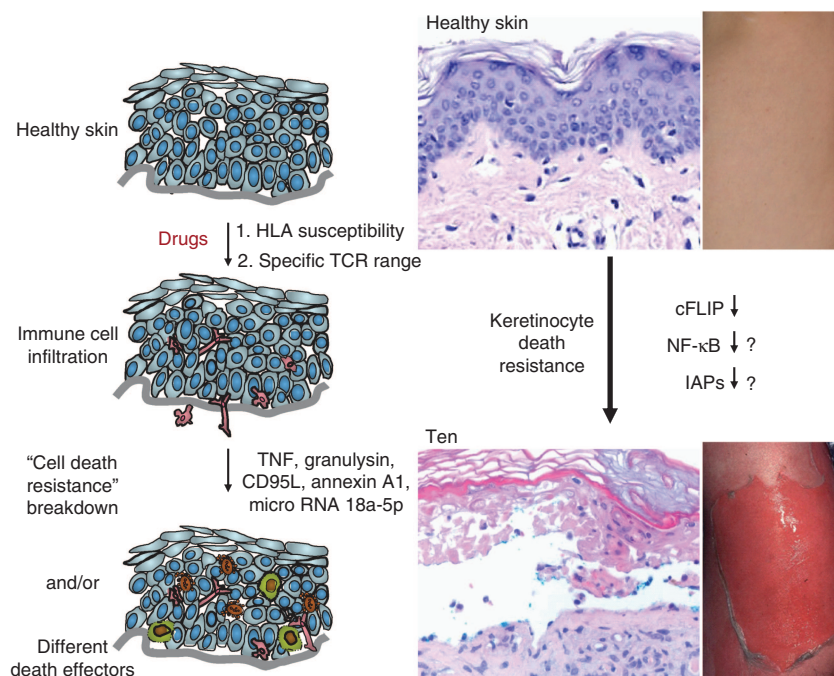 Healthy skin
Healthy skin
Drugs
1. HLA susceptibility
2. Specific TCR range
Immune cell
infiltration
"Cell death
resistance"
breakdown
TNF, granulysin,
CD95L, annexin A1,
micro RNA 18a-5p
and/or
Different
death effectors
Keretinocyte
death
resistance
cFLIP ↓
NF-κB ↓ ?
IAPs ↓ ?
Ten